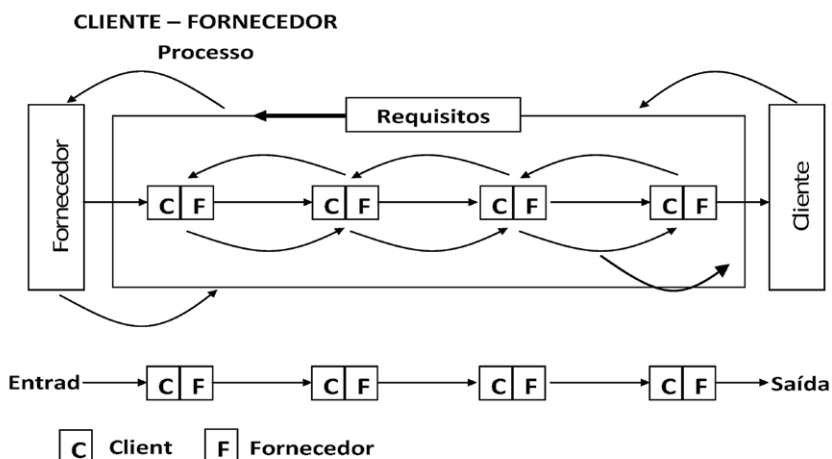 CLIENTE – FORNECEDOR
Processo
Requisitos
Fornecedor
C F C F C F C F
Cliente
Entrad C F C F C F C F Saída
C Client F Fornecedor